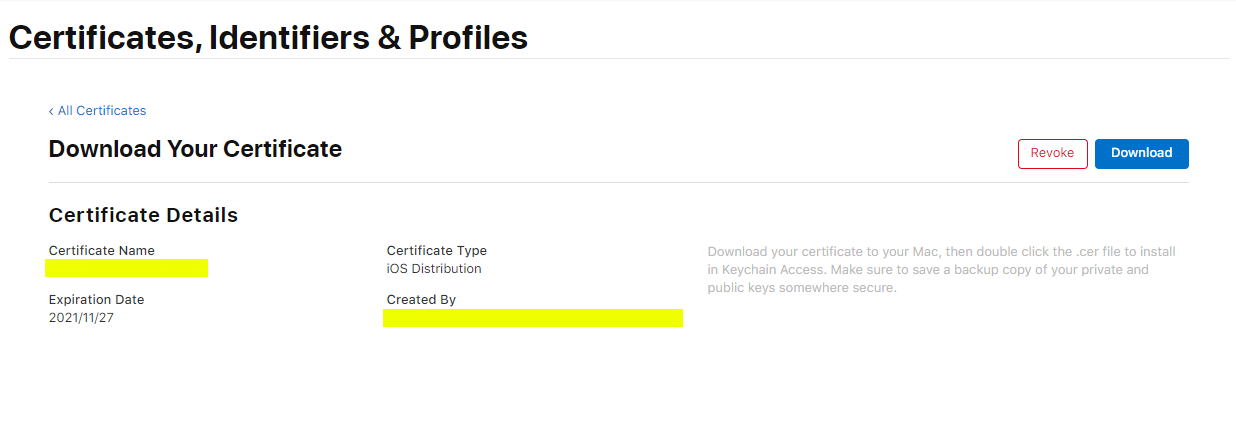 Certificates, Identifiers & Profiles
‹ All Certificates
Download Your Certificate
Revoke
Download
Certificate Details
Certificate Name
Certificate Type
iOS Distribution
Expiration Date
2021/11/27
Created By
Download your certificate to your Mac, then double click the .cer file to install
in Keychain Access. Make sure to save a backup copy of your private and
public keys somewhere secure.